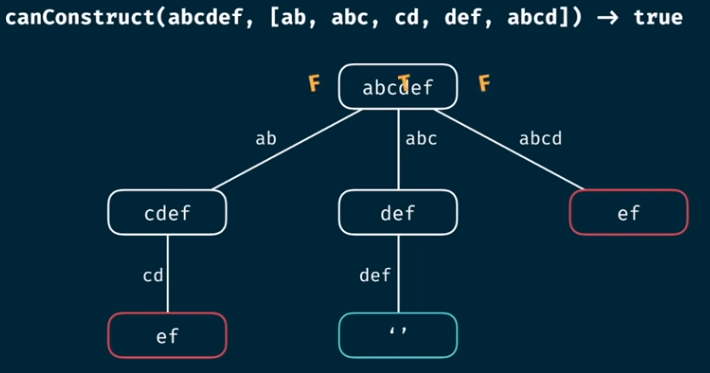 canConstruct(abcdef, [ab, abc, cd, def, abcd]) → true
F T F
abcdef
ab abc abcd
cdef def ef
cd def
ef ‘’